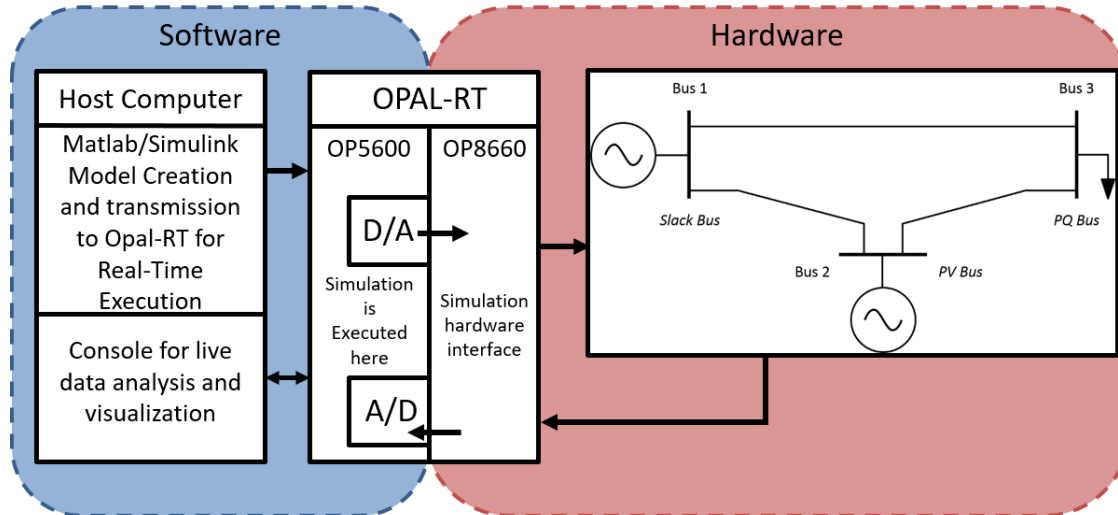 Software
Hardware
Host Computer
Matlab/Simulink
Model Creation
and transmission
to Opal-RT for
Real-Time
Execution
Console for live
data analysis and
visualization
OPAL-RT
OP5600
OP8660
D/A
Simulation
is
Executed
here
Simulation
hardware
interface
A/D
Bus 1
Bus 3
Slack Bus
PQ Bus
Bus 2
PV Bus